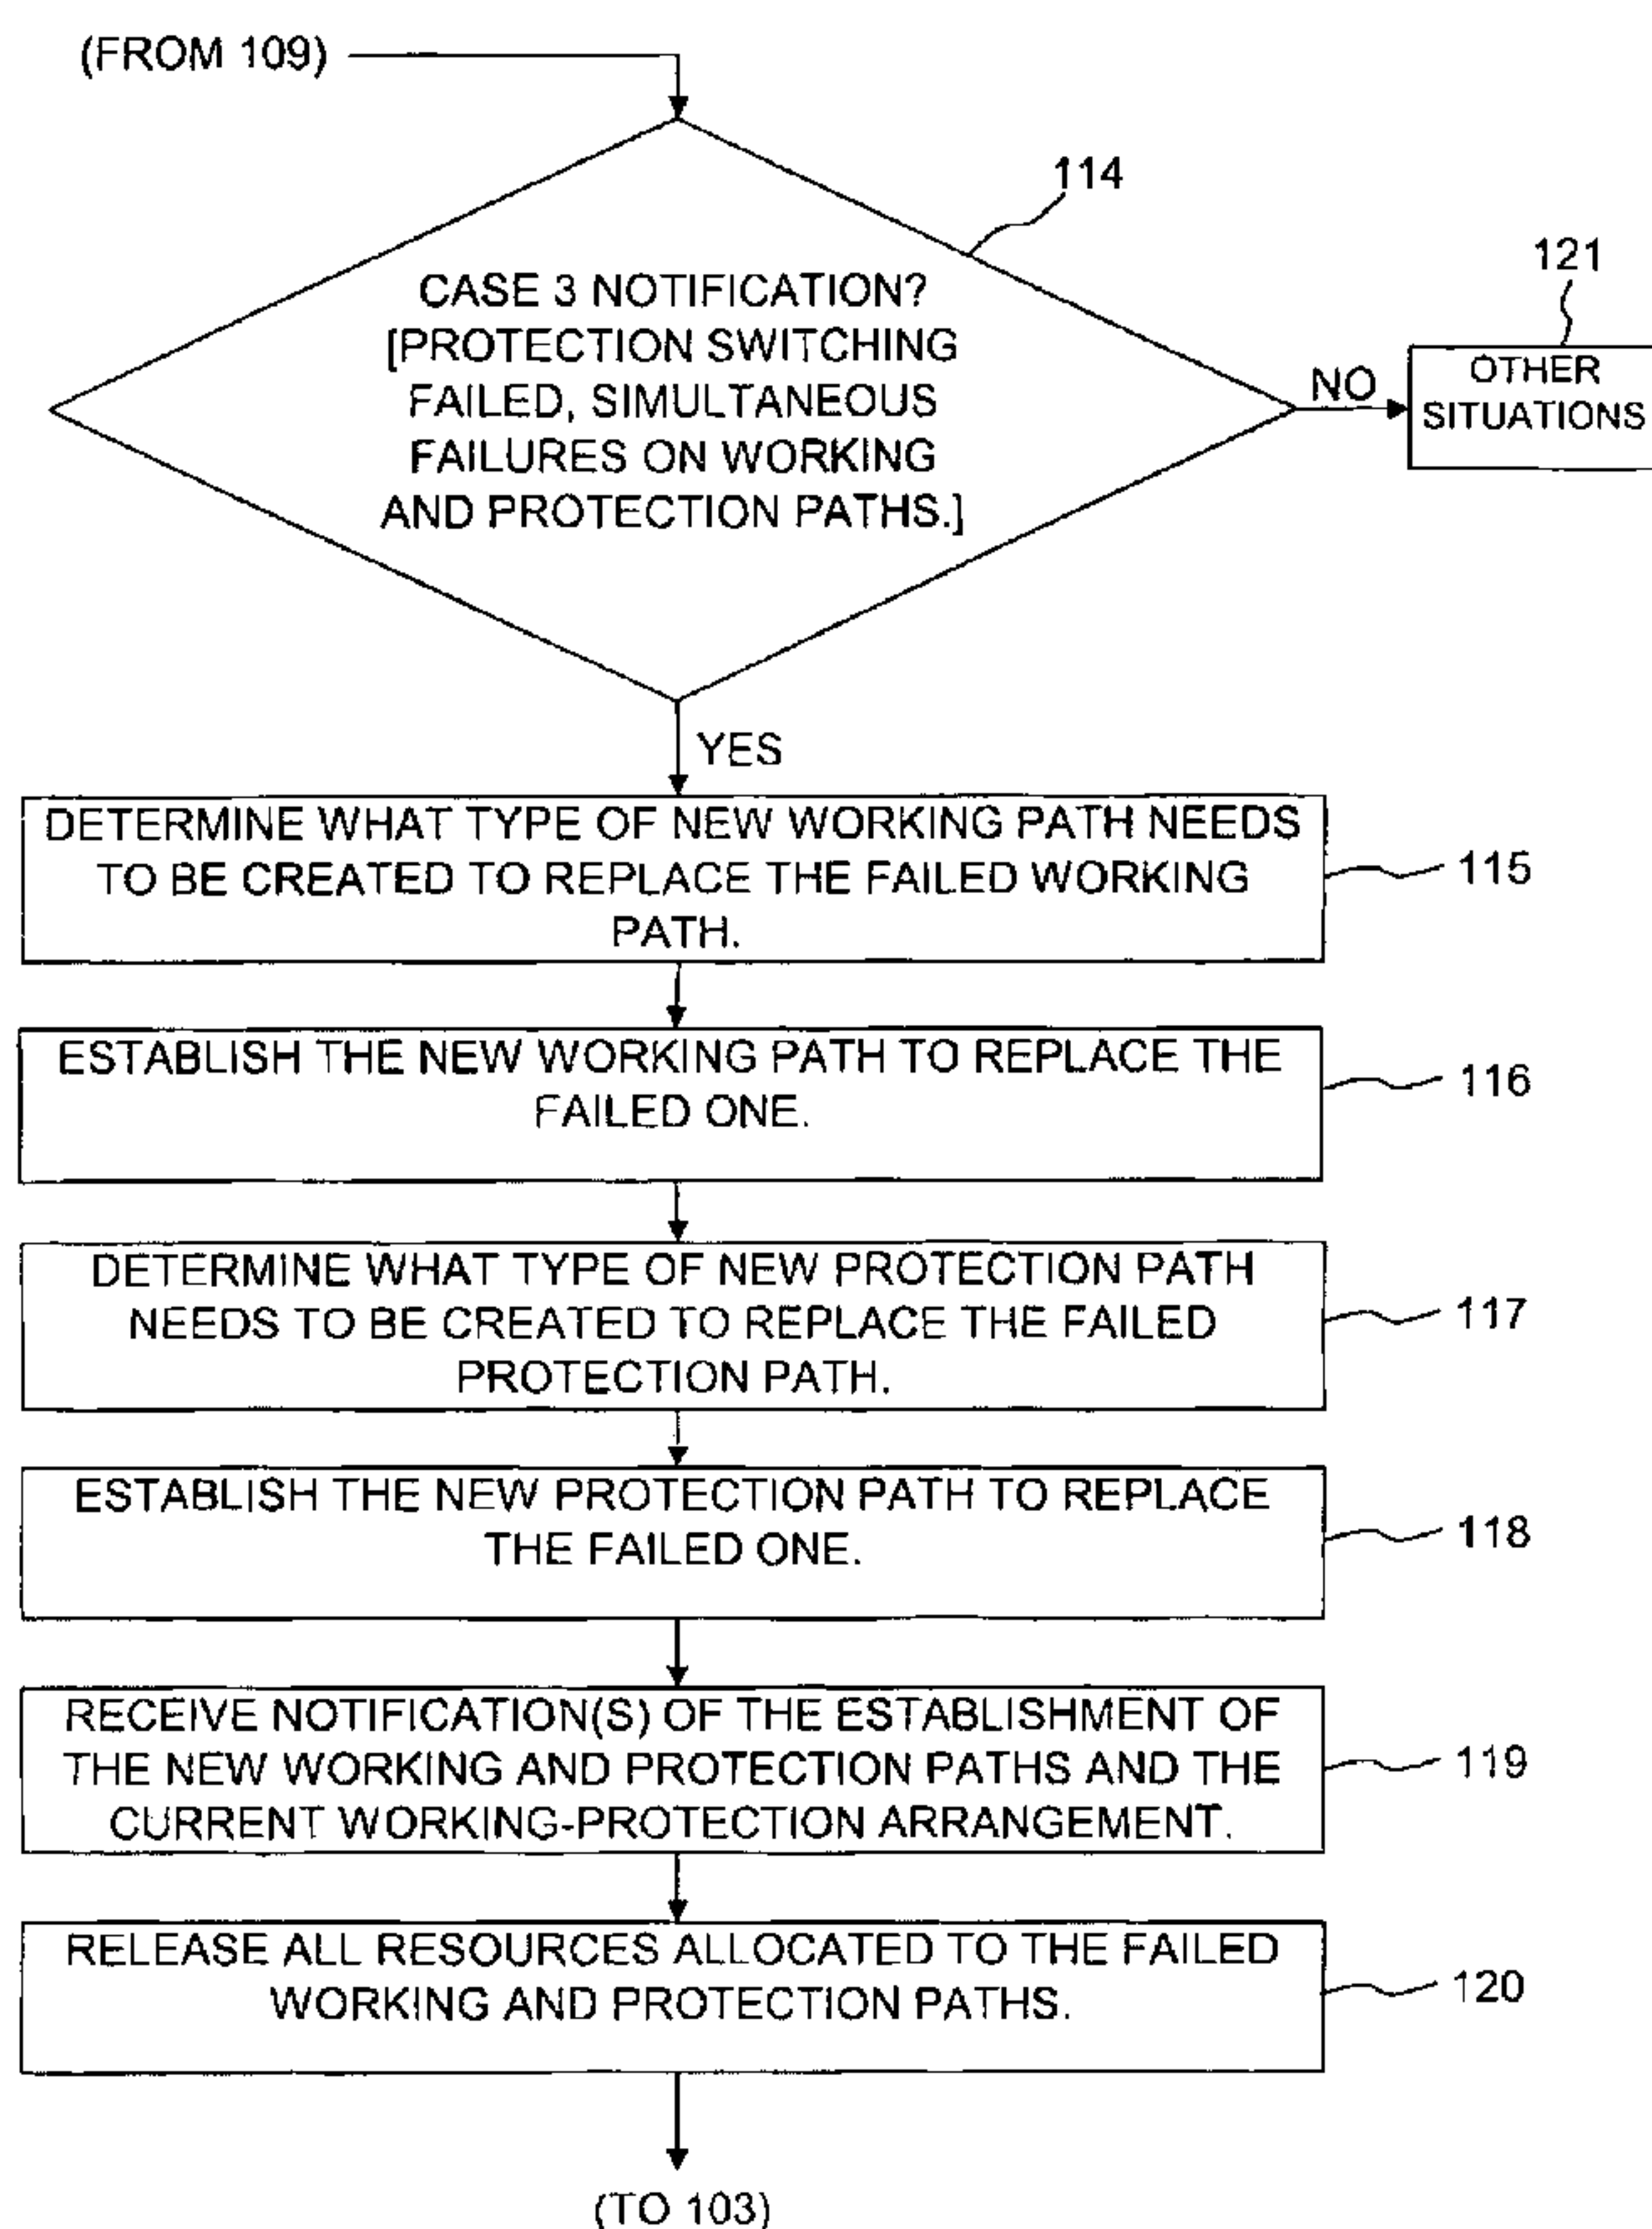 (FROM 109)
114
CASE 3 NOTIFICATION?
[PROTECTION SWITCHING
FAILED, SIMULTANEOUS
FAILURES ON WORKING
AND PROTECTION PATHS.]
NO
121
OTHER
SITUATIONS
YES
DETERMINE WHAT TYPE OF NEW WORKING PATH NEEDS
TO BE CREATED TO REPLACE THE FAILED WORKING
PATH.
115
ESTABLISH THE NEW WORKING PATH TO REPLACE THE
FAILED ONE.
116
DETERMINE WHAT TYPE OF NEW PROTECTION PATH
NEEDS TO BE CREATED TO REPLACE THE FAILED
PROTECTION PATH.
117
ESTABLISH THE NEW PROTECTION PATH TO REPLACE
THE FAILED ONE.
118
RECEIVE NOTIFICATION(S) OF THE ESTABLISHMENT OF
THE NEW WORKING AND PROTECTION PATHS AND THE
CURRENT WORKING-PROTECTION ARRANGEMENT.
119
RELEASE ALL RESOURCES ALLOCATED TO THE FAILED
WORKING AND PROTECTION PATHS.
120
(TO 103)